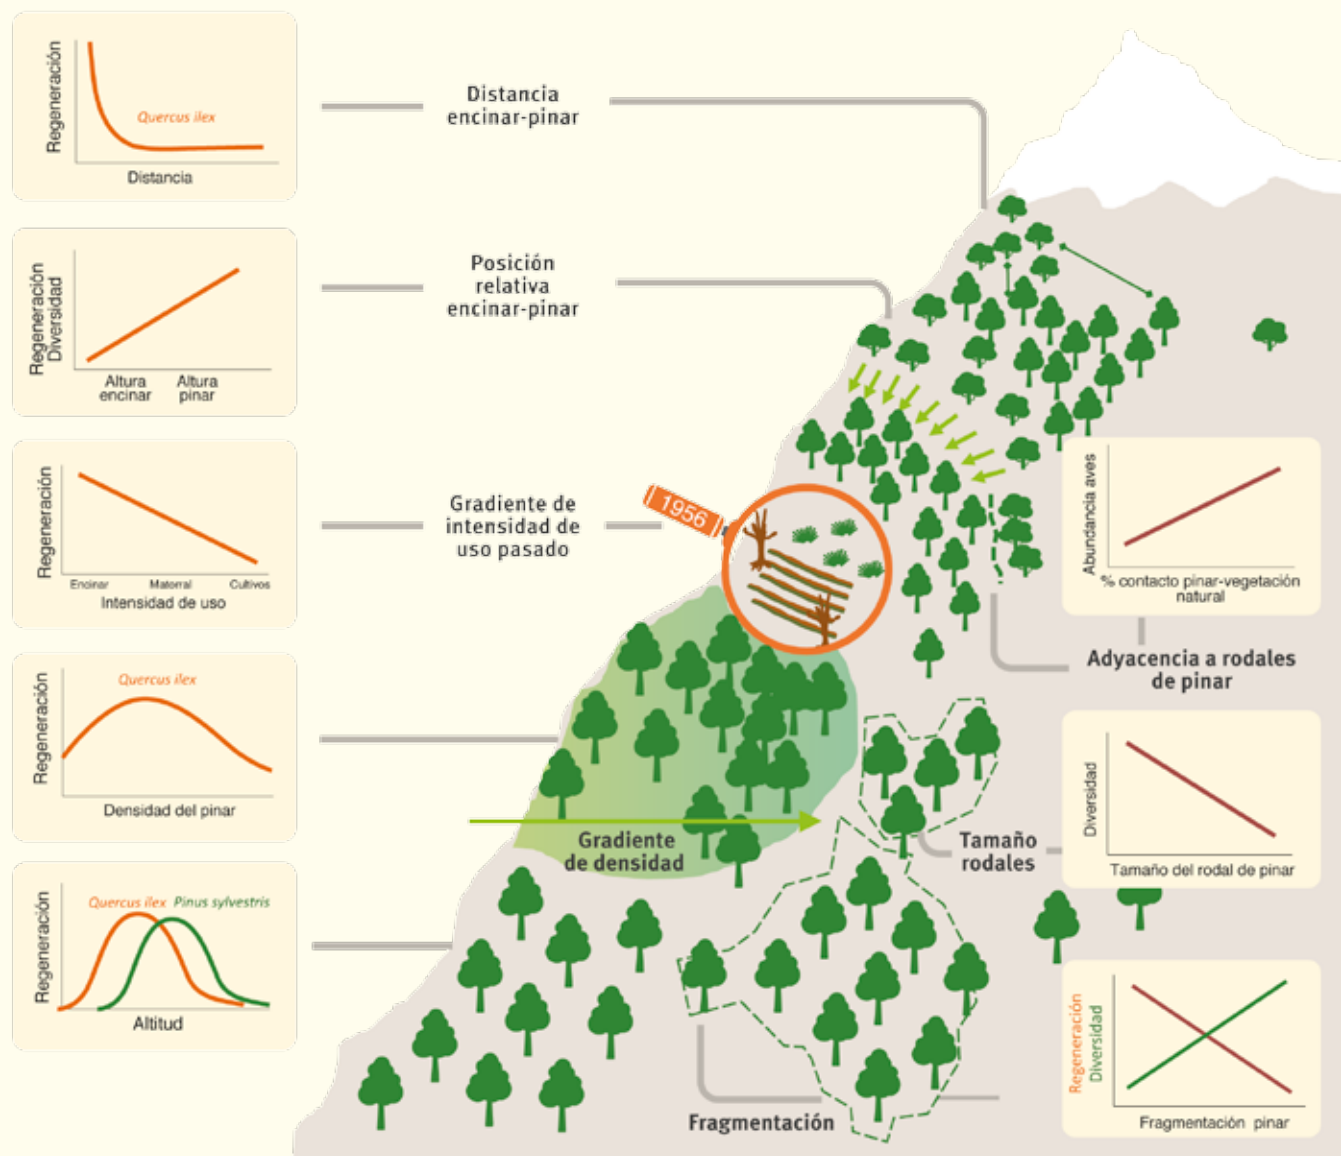 Regeneración
Quercus ilex
Distancia
Distancia
encinar-pinar
Regeneración
Diversidad
Altura
encinar
Altura
pinar
Posición
relativa
encinar-pinar
Regeneración
Encinar
Matorral
Cultivos
Intensidad de uso
Gradiente de
intensidad de
uso pasado
1956
Regeneración
Quercus ilex
Densidad del pinar
Gradiente
de densidad
Regeneración
Quercus ilex
Pinus sylvestris
Altitud
Abundancia aves
% contacto pinar-vegetación
natural
Adyacencia a rodales
de pinar
Diversidad
Tamaño del rodal de pinar
Tamaño
rodales
Regeneración
Diversidad
Fragmentación pinar
Fragmentación